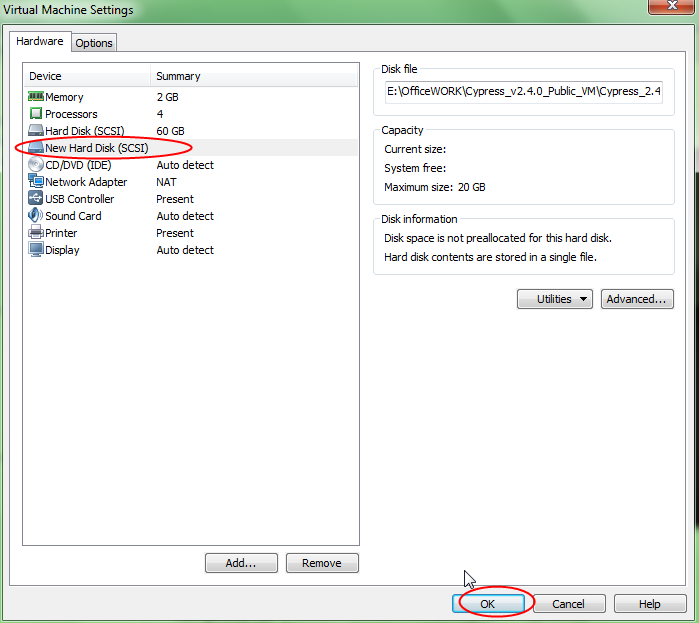 Virtual Machine Settings
Hardware
Options
Device Summary
Memory 2 GB
Processors 4
Hard Disk (SCSI) 60 GB
New Hard Disk (SCSI)
CD/DVD (IDE) Auto detect
Network Adapter NAT
USB Controller Present
Sound Card Auto detect
Printer Present
Display Auto detect
Add... Remove
Disk file
E:\OfficeWORK\Cypress_v2.4.0_Public_VM\Cypress_2.4
Capacity
Current size:
System free:
Maximum size: 20 GB
Disk information
Disk space is not preallocated for this hard disk.
Hard disk contents are stored in a single file.
Utilities Advanced...
OK Cancel Help